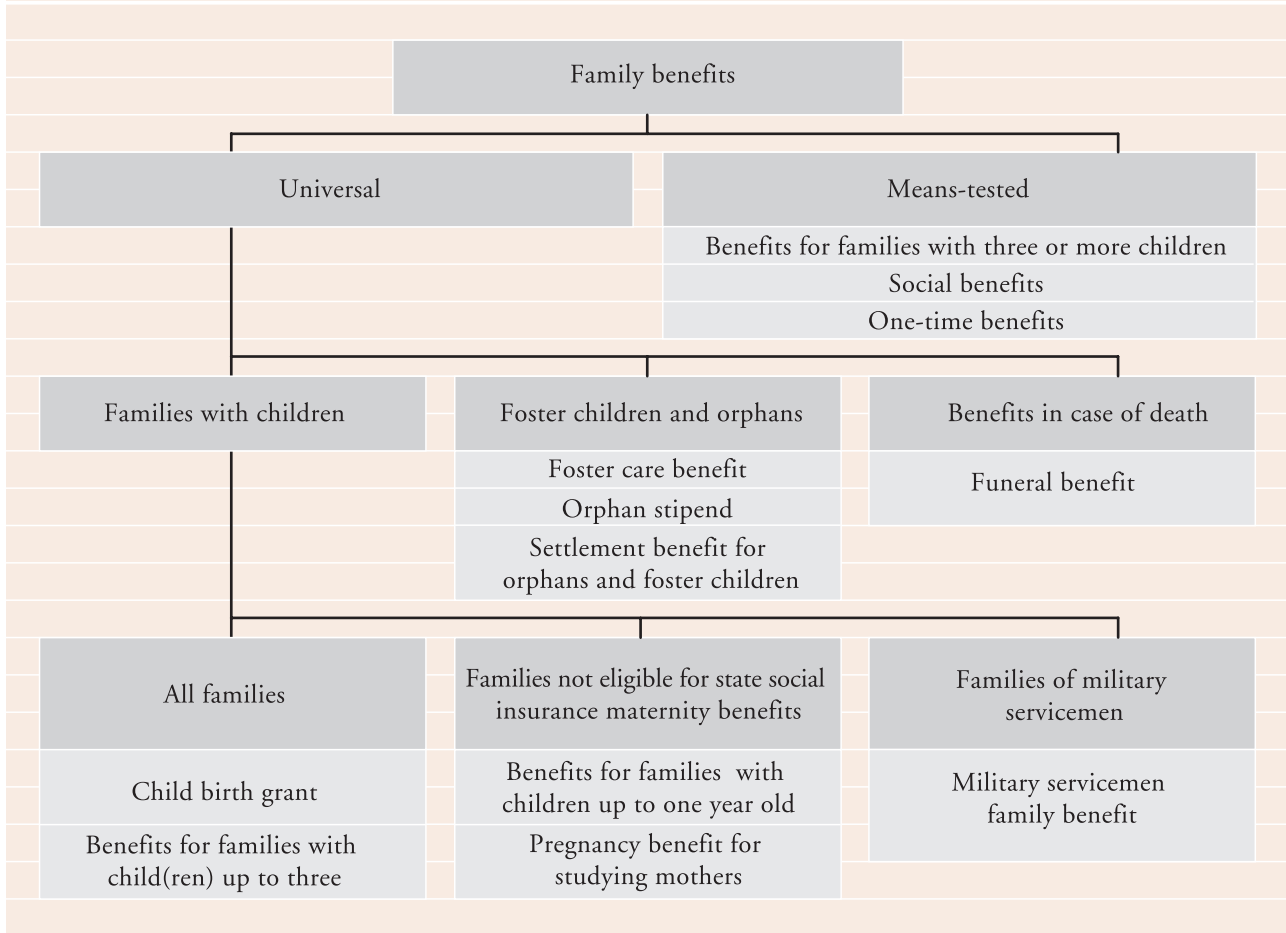 Family benefits
Universal
Means-tested
Benefits for families with three or more children
Social benefits
One-time benefits
Families with children
Foster children and orphans
Benefits in case of death
Foster care benefit
Orphan stipend
Settlement benefit for
orphans and foster children
Funeral benefit
All families
Families not eligible for state social
insurance maternity benefits
Families of military
servicemen
Child birth grant
Benefits for families with
child(ren) up to three
Benefits for families with
children up to one year old
Pregnancy benefit for
studying mothers
Military servicemen
family benefit